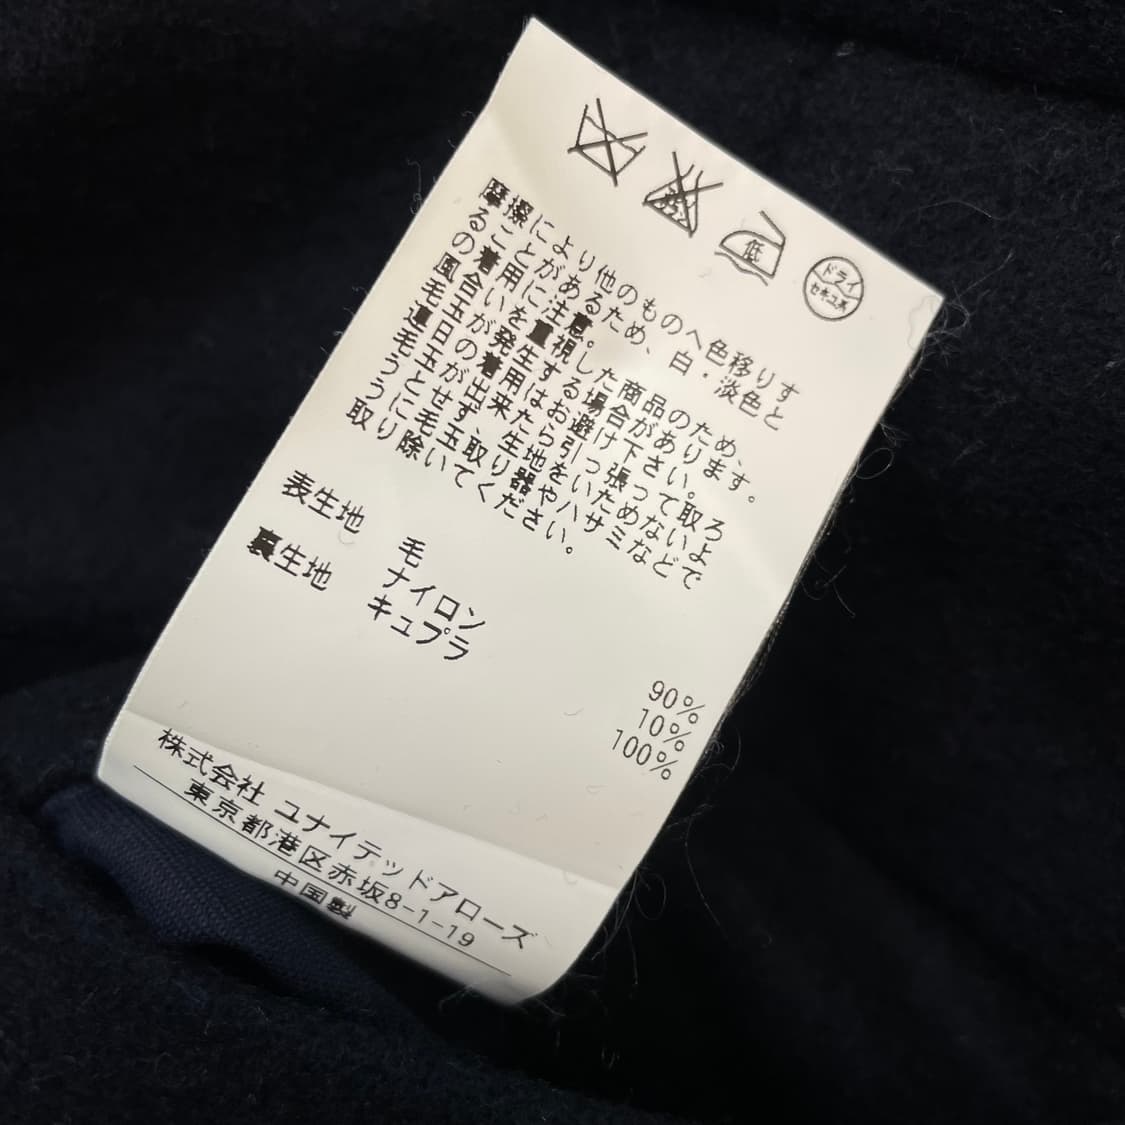 低
ドライ
セキユ系
摩擦により他のものへ色移りす
ることがあるため、白・淡色と
の着用に注意。
風合いを重視した商品のため、
毛玉が発生する場合があります。
連日の着用はお避け下さい。
毛玉が出来たら引っ張って取ろ
うとせず、生地をいためないよ
うに毛玉取り器やハサミなどで
取り除いてください。
表生地 毛 90%
ナイロン 10%
裏生地 キュプラ 100%
株式会社 ユナイテッドアローズ
東京都港区赤坂8-1-19
中国製